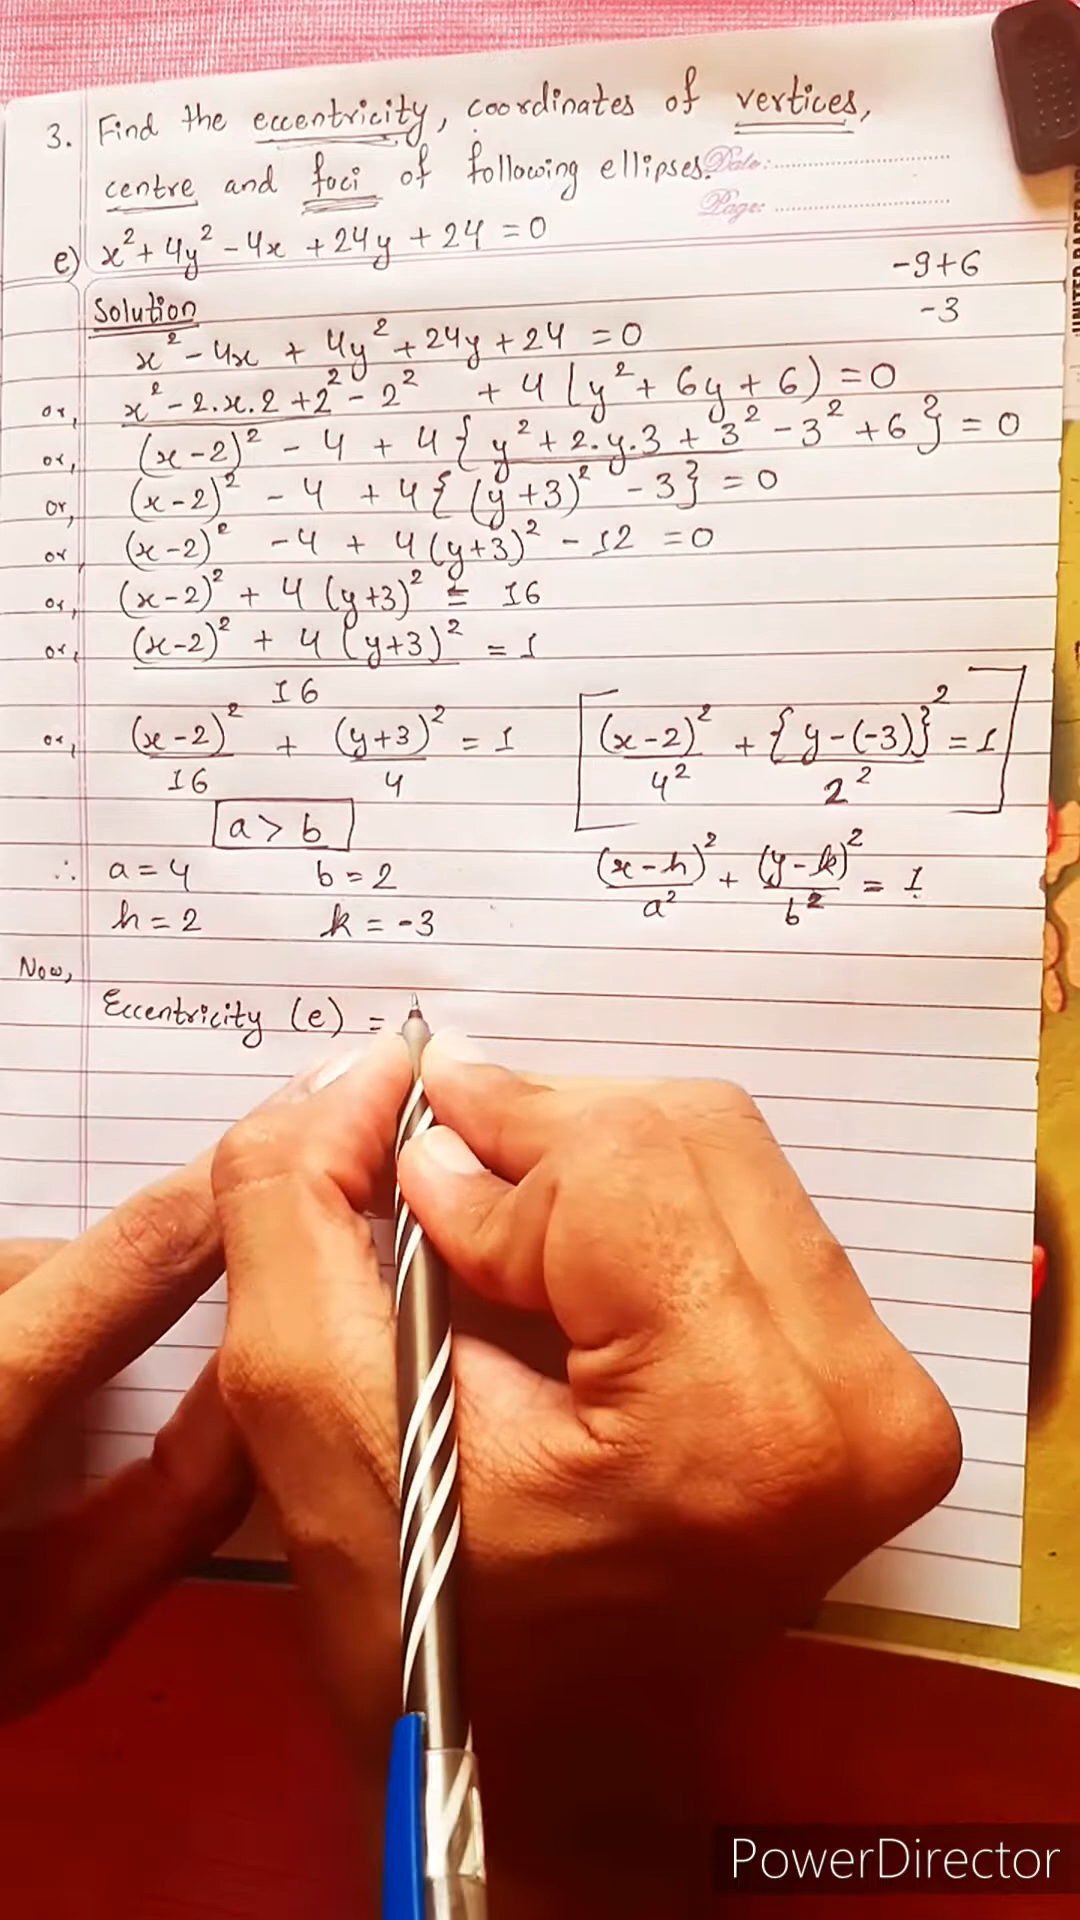 3. Find the eccentricity, coordinates of vertices,
centre and foci of following ellipses.
Date:
Page:
e) x² + 4y² - 4x + 24y + 24 = 0
-9+6
-3
Solution
x² - 4x + 4y² + 24y + 24 = 0
or, x² - 2.x.2 + 2² - 2² + 4 (y² + 6y + 6) = 0
or, (x-2)² - 4 + 4 { y² + 2.y.3 + 3² - 3² + 6 } = 0
or, (x-2)² - 4 + 4 { (y+3)² - 3 } = 0
or (x-2)² - 4 + 4 (y+3)² - 12 = 0
or, (x-2)² + 4 (y+3)² = 16
or, (x-2)² + 4 (y+3)² = 1
16
or, (x-2)² + (y+3)² = 1
16 4
(x-2)² + { y-(-3)}² = 1
4² 2²
a > b
∴ a = 4 b = 2
(x-h)² + (y-k)² = 1
a² b²
h = 2 k = -3
Now,
Eccentricity (e) =
PowerDirector